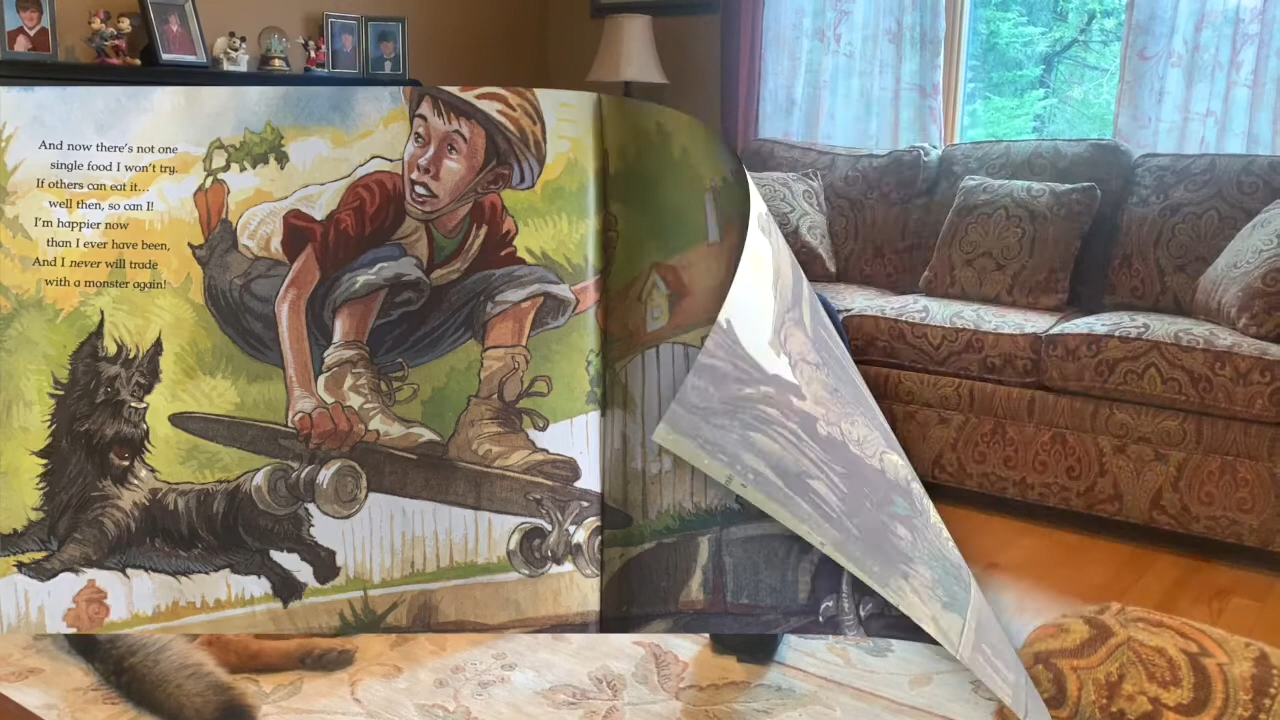 And now there's not one
single food I won't try.
If others can eat it...
well then, so can I!
I'm happier now
than I ever have been,
And I never will trade
with a monster again!